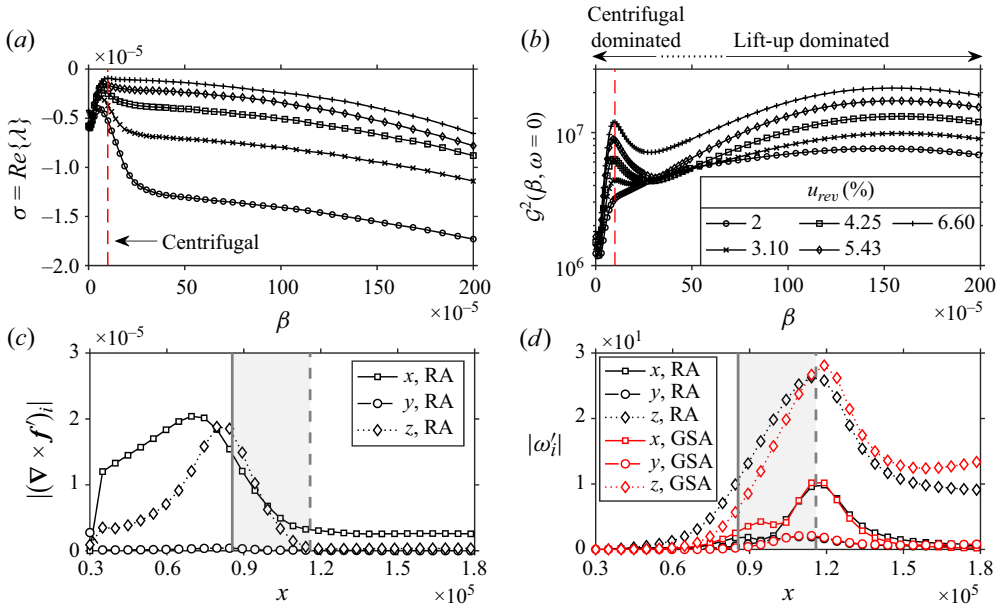 (a)
×10⁻⁵
0
−0.5
−1.0
−1.5
−2.0
σ = Re{λ}
Centrifugal
0 50 100 150 200
β
×10⁻⁵
(b)
Centrifugal
dominated
Lift-up dominated
10⁷
10⁶
𝒢²(β, ω = 0)
u_rev (%)
2 4.25 6.60
3.10 5.43
0 50 100 150 200
β
×10⁻⁵
(c)
×10⁻⁵
3
2
1
0
|(∇ × f′)ᵢ|
x, RA
y, RA
z, RA
0.3 0.6 0.9 1.2 1.5 1.8
x
×10⁵
(d)
×10¹
3
2
1
0
|ω′ᵢ|
x, RA
y, RA
z, RA
x, GSA
y, GSA
z, GSA
0.3 0.6 0.9 1.2 1.5 1.8
x
×10⁵